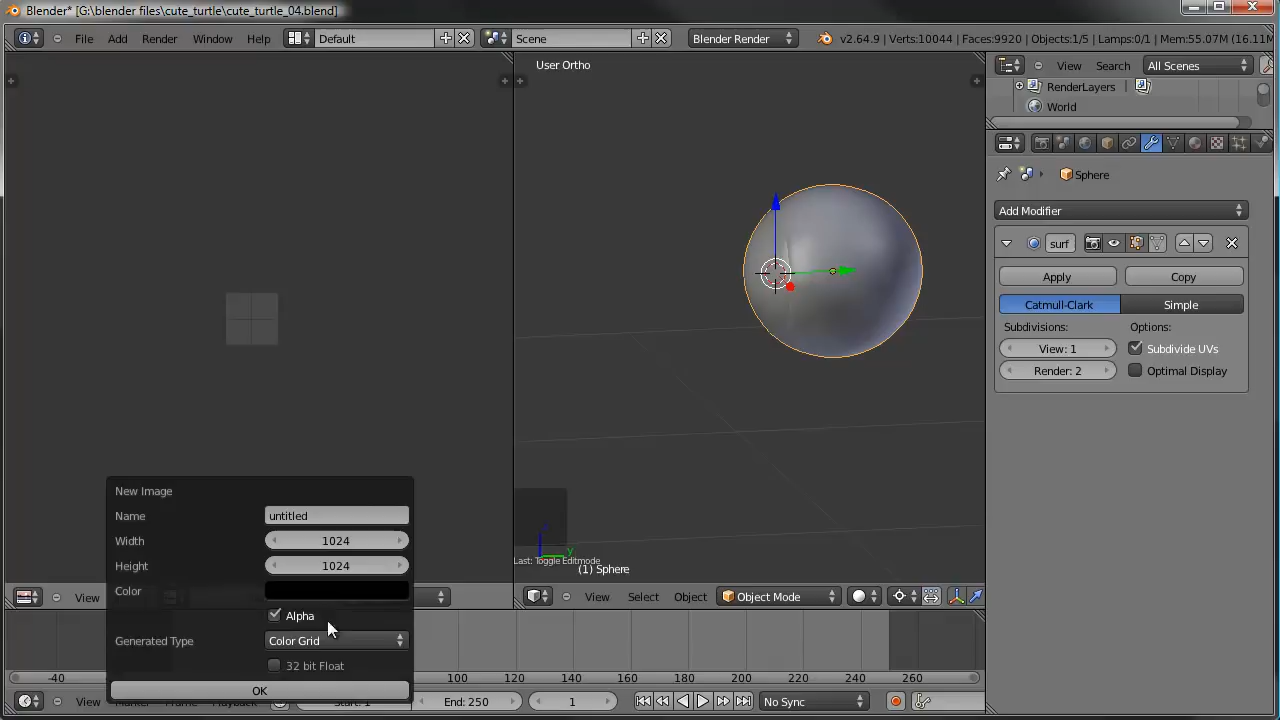 Blender* [G:\blender files\cute_turtle\cute_turtle_04.blend]
File Add Render Window Help Default Scene Blender Render v2.64.9 | Verts:10044 | Faces:9920 | Objects:1/5 | Lamps:0/1 | Mem:55.07M (16.11M
User Ortho
View Search All Scenes
RenderLayers
World
Sphere
Add Modifier
surf
Apply Copy
Catmull-Clark Simple
Subdivisions: Options:
View: 1 Subdivide UVs
Render: 2 Optimal Display
New Image
Name untitled
Width 1024
Height 1024
Color
Alpha
Generated Type Color Grid
32 bit Float
OK
z
y
Last: Toggle Editmode
(1) Sphere
View
View Select Object Object Mode
-40 100 120 140 160 180 200 220 240 260
View Marker Frame Playback Start: 1 End: 250 1 No Sync